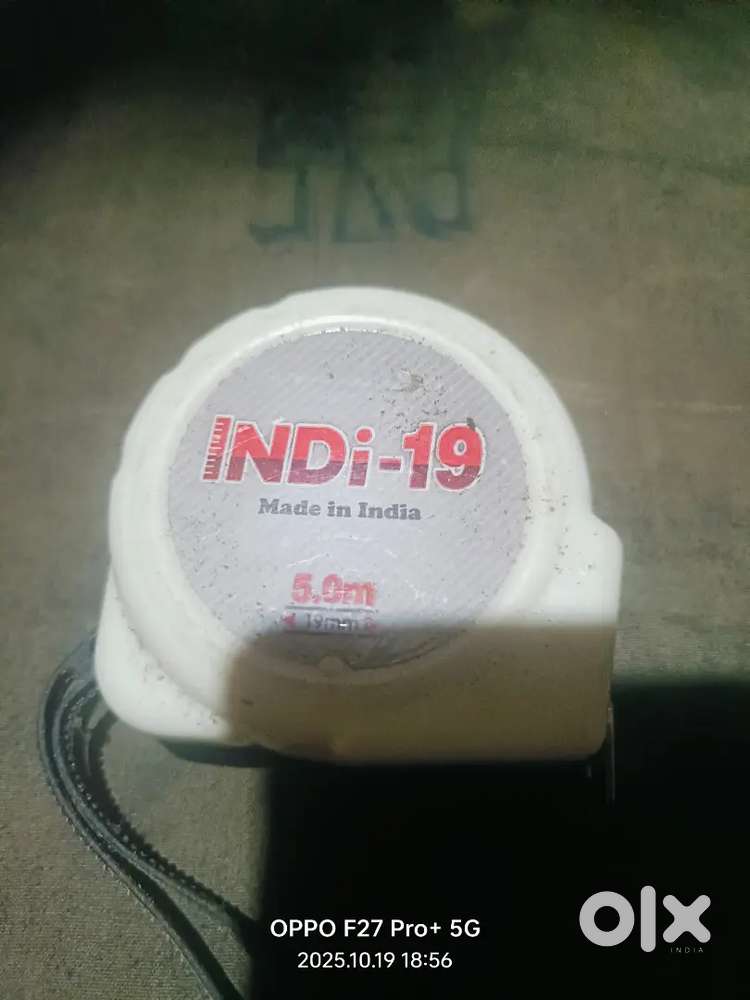 INDi-19
Made in India
5.0m
19mm
OPPO F27 Pro+ 5G
2025.10.19 18:56
olx
INDIA